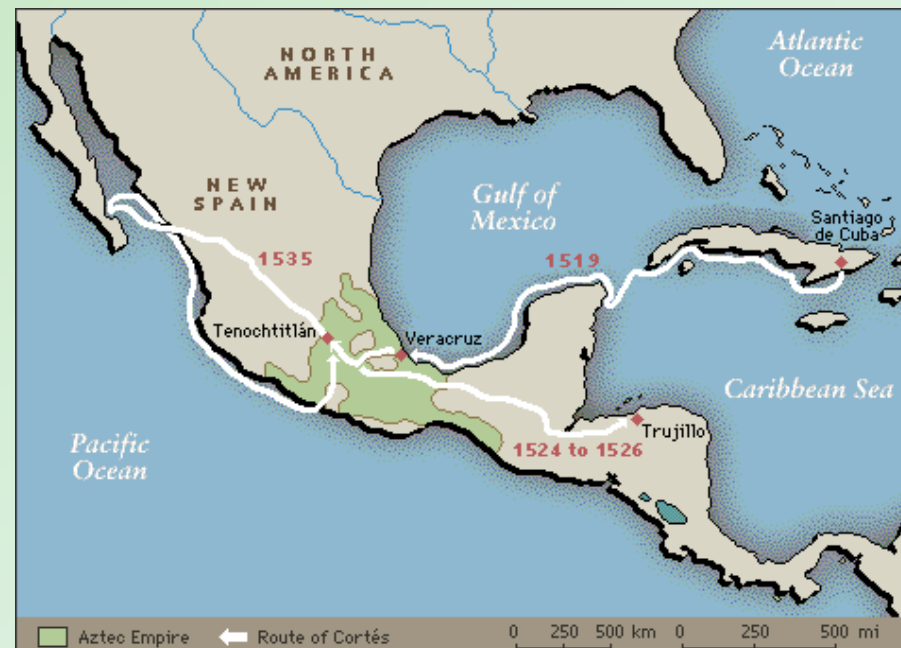 NORTH
AMERICA
Atlantic
Ocean
NEW
SPAIN
Gulf of
Mexico
Santiago
de Cuba
1535
1519
Tenochtitlán
Veracruz
Caribbean Sea
Pacific
Ocean
Trujillo
1524 to 1526
Aztec Empire
Route of Cortés
0 250 500 km
0 250 500 mi